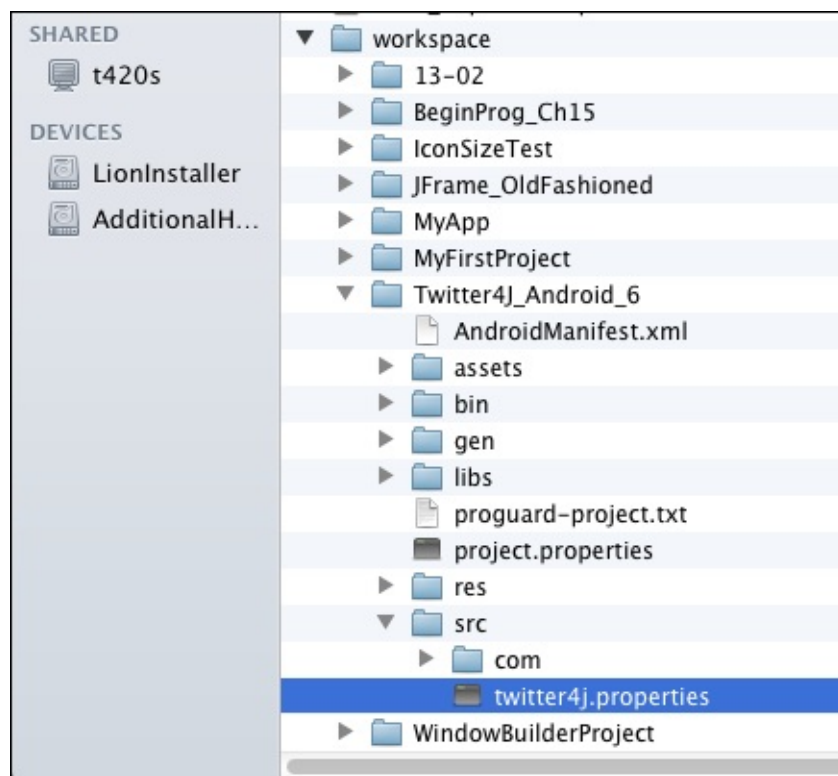 SHARED
t420s
DEVICES
LionInstaller
AdditionalH...
workspace
13-02
BeginProg_Ch15
IconSizeTest
JFrame_OldFashioned
MyApp
MyFirstProject
Twitter4J_Android_6
AndroidManifest.xml
assets
bin
gen
libs
proguard-project.txt
project.properties
res
src
com
twitter4j.properties
WindowBuilderProject